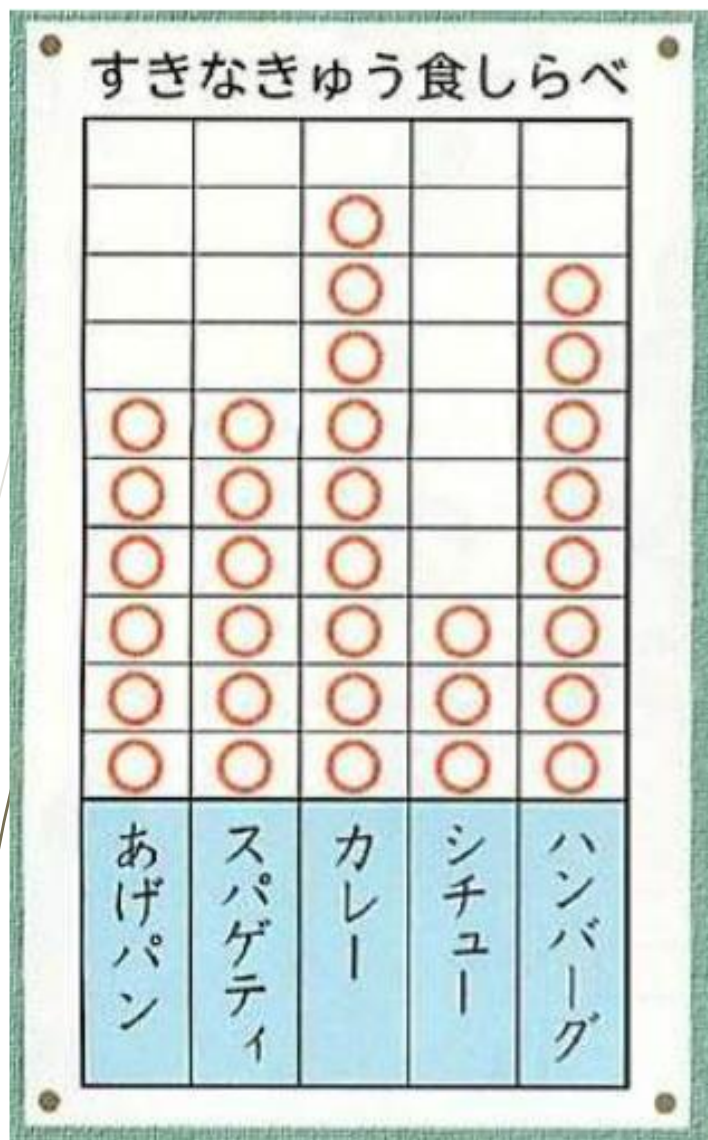 すきなきゅう食しらべ
あげパン
スパゲティ
カレー
シチュー
ハンバーグ